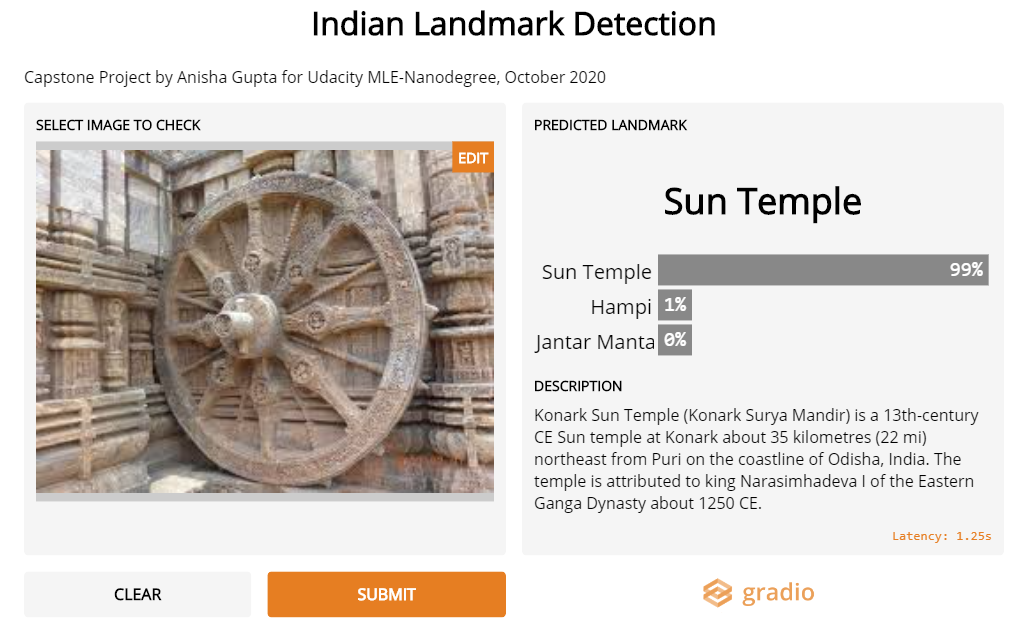 Indian Landmark Detection
Capstone Project by Anisha Gupta for Udacity MLE-Nanodegree, October 2020
SELECT IMAGE TO CHECK
EDIT
PREDICTED LANDMARK
Sun Temple
Sun Temple 99%
Hampi 1%
Jantar Manta 0%
DESCRIPTION
Konark Sun Temple (Konark Surya Mandir) is a 13th-century
CE Sun temple at Konark about 35 kilometres (22 mi)
northeast from Puri on the coastline of Odisha, India. The
temple is attributed to king Narasimhadeva I of the Eastern
Ganga Dynasty about 1250 CE.
Latency: 1.25s
CLEAR
SUBMIT
gradio